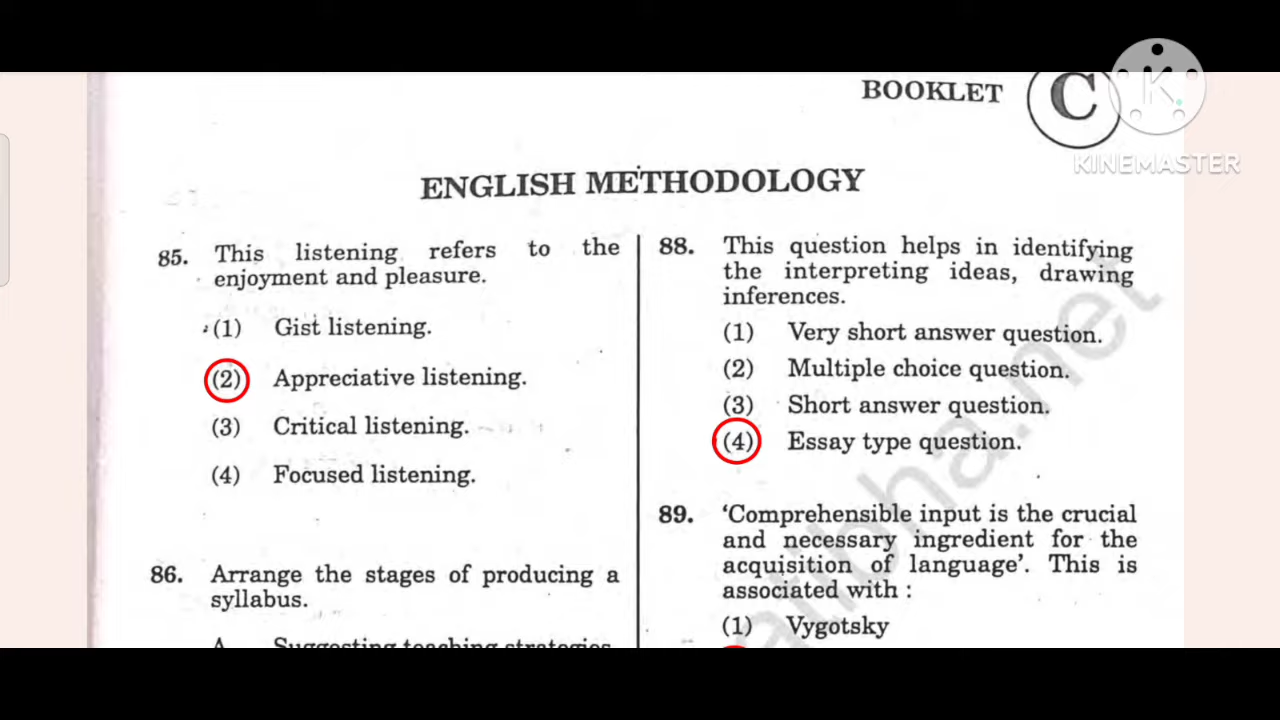 BOOKLET C
KINEMASTER
ENGLISH METHODOLOGY
85. This listening refers to the
enjoyment and pleasure.
(1) Gist listening.
(2) Appreciative listening.
(3) Critical listening.
(4) Focused listening.
86. Arrange the stages of producing a
syllabus.
A. Suggesting teaching strategies
88. This question helps in identifying
the interpreting ideas, drawing
inferences.
(1) Very short answer question.
(2) Multiple choice question.
(3) Short answer question.
(4) Essay type question.
89. ‘Comprehensible input is the crucial
and necessary ingredient for the
acquisition of language’. This is
associated with :
(1) Vygotsky